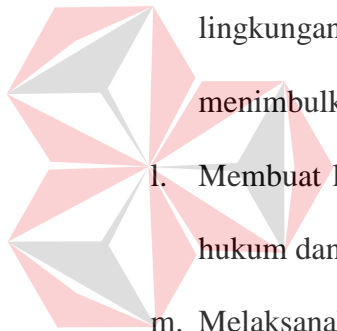 lingkungan
menimbulk
l. Membuat l
hukum dan
m. Melaksana